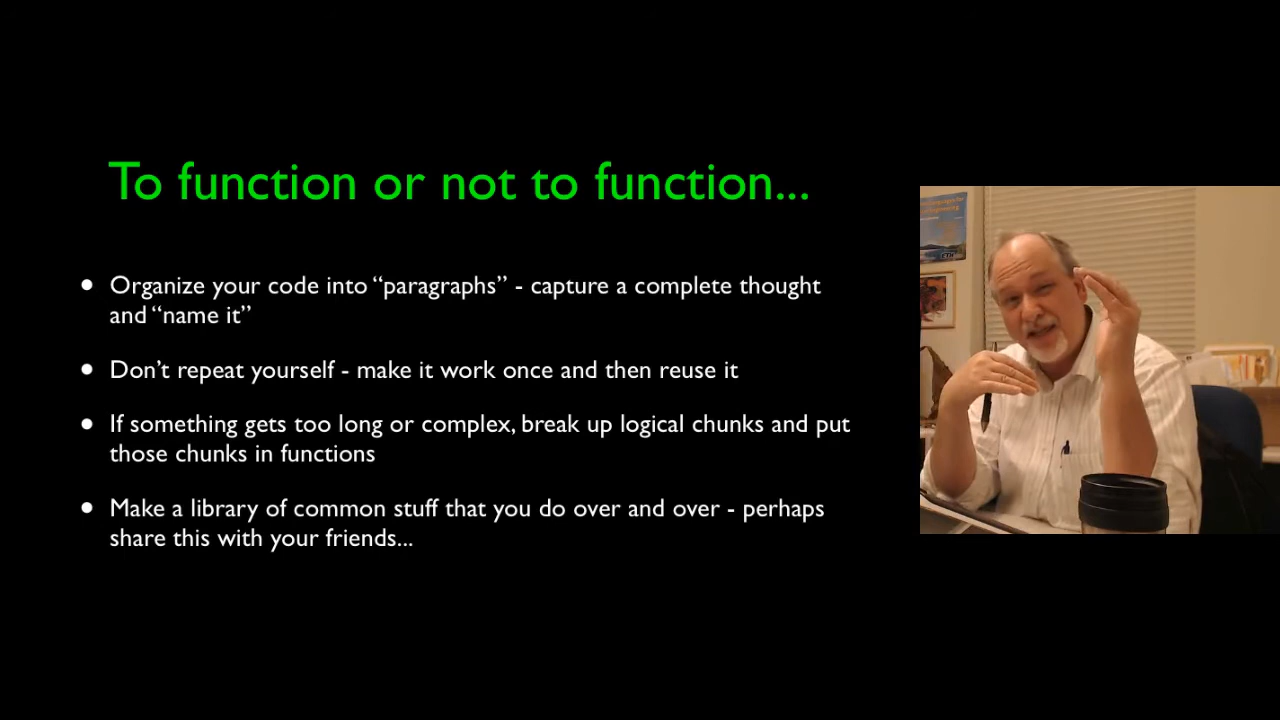 To function or not to function...
• Organize your code into “paragraphs” - capture a complete thought
and “name it”
• Don’t repeat yourself - make it work once and then reuse it
• If something gets too long or complex, break up logical chunks and put
those chunks in functions
• Make a library of common stuff that you do over and over - perhaps
share this with your friends...